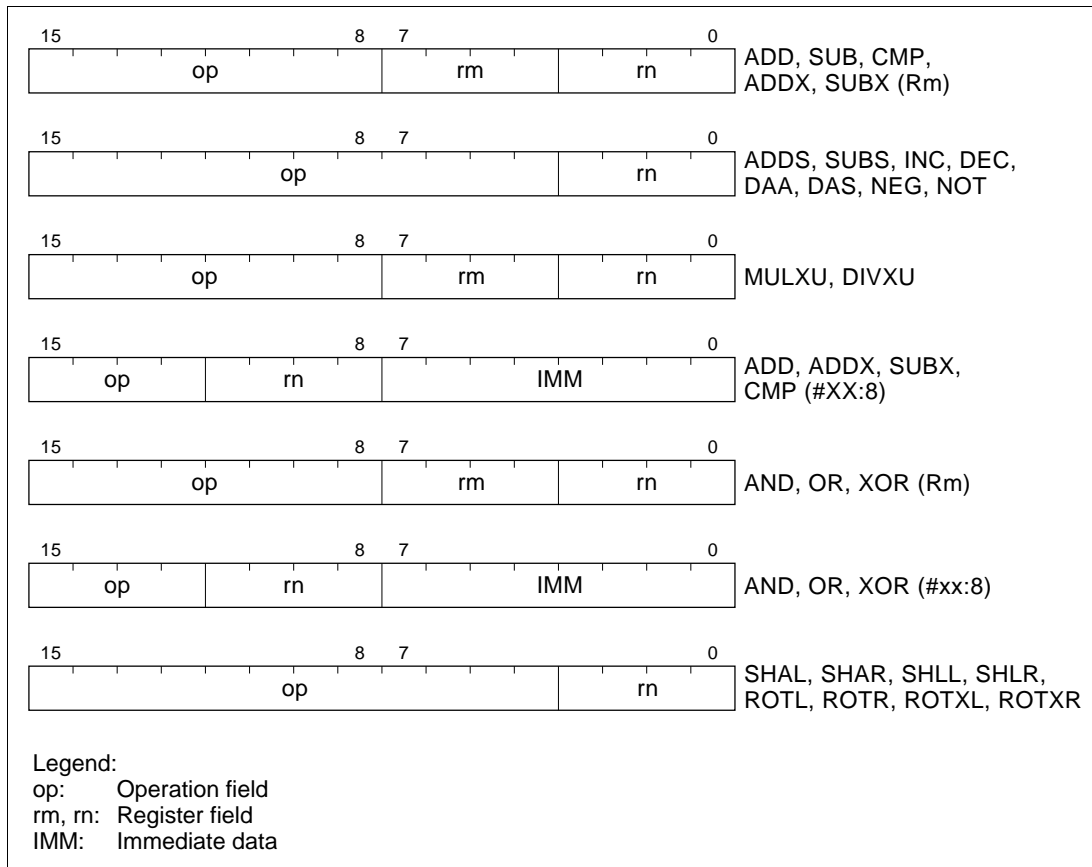 15 8 7 0
op rm rn
ADD, SUB, CMP,
ADDX, SUBX (Rm)
15 8 7 0
op rn
ADDS, SUBS, INC, DEC,
DAA, DAS, NEG, NOT
15 8 7 0
op rm rn
MULXU, DIVXU
15 8 7 0
op rn IMM
ADD, ADDX, SUBX,
CMP (#XX:8)
15 8 7 0
op rm rn
AND, OR, XOR (Rm)
15 8 7 0
op rn IMM
AND, OR, XOR (#xx:8)
15 8 7 0
op rn
SHAL, SHAR, SHLL, SHLR,
ROTL, ROTR, ROTXL, ROTXR
Legend:
op: Operation field
rm, rn: Register field
IMM: Immediate data